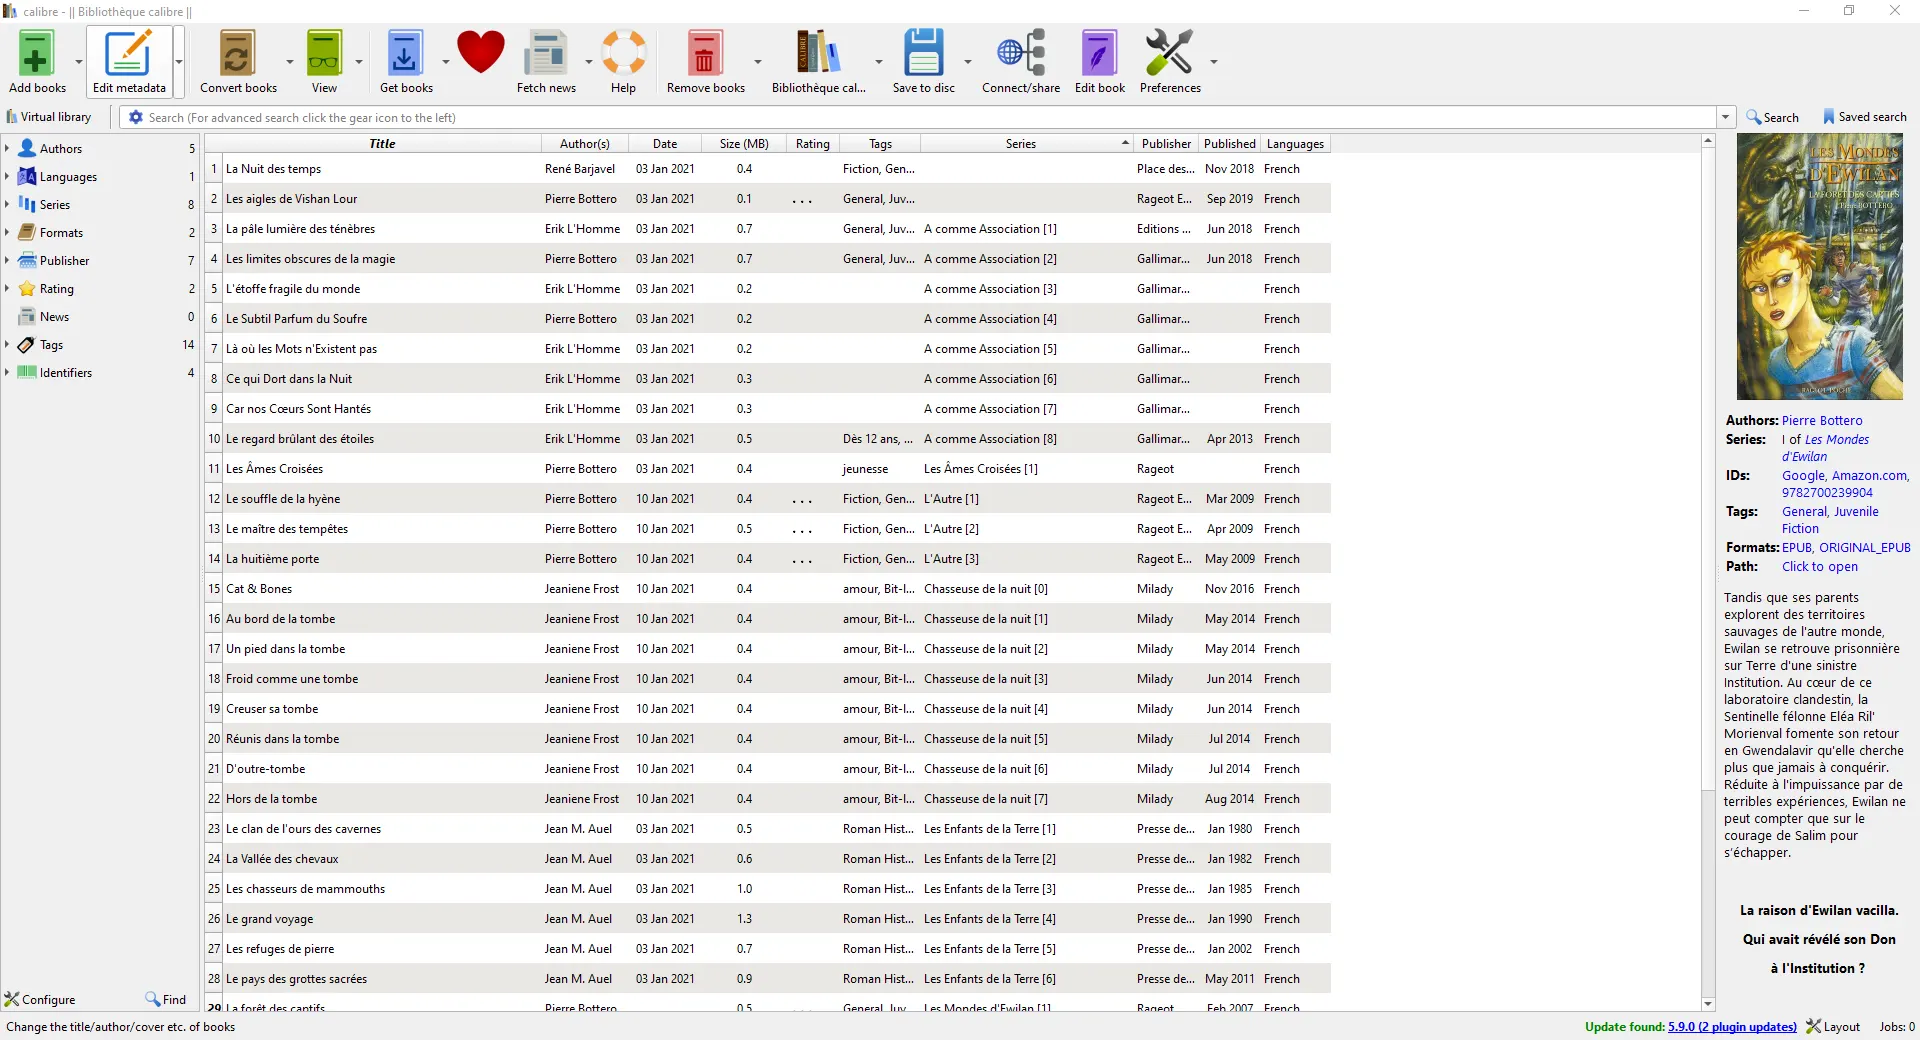 calibre - || Bibliothèque calibre ||
Add books Edit metadata Convert books View Get books Fetch news Help Remove books Bibliothèque cal... Save to disc Connect/share Edit book Preferences
Virtual library Search (For advanced search click the gear icon to the left) Search Saved search
Authors 5
Languages 1
Series 8
Formats 2
Publisher 7
Rating 2
News 0
Tags 14
Identifiers 4
Configure Find
Title Author(s) Date Size (MB) Rating Tags Series Publisher Published Languages
1 La Nuit des temps René Barjavel 03 Jan 2021 0.4 Fiction, Gen... Place des... Nov 2018 French
2 Les aigles de Vishan Lour Pierre Bottero 03 Jan 2021 0.1 ... General, Juv... Rageot E... Sep 2019 French
3 La pâle lumière des ténèbres Erik L'Homme 03 Jan 2021 0.7 General, Juv... A comme Association [1] Editions ... Jun 2018 French
4 Les limites obscures de la magie Pierre Bottero 03 Jan 2021 0.7 General, Juv... A comme Association [2] Gallimar... Jun 2018 French
5 L'étoffe fragile du monde Erik L'Homme 03 Jan 2021 0.2 A comme Association [3] Gallimar... French
6 Le Subtil Parfum du Soufre Pierre Bottero 03 Jan 2021 0.2 A comme Association [4] Gallimar... French
7 Là où les Mots n'Existent pas Erik L'Homme 03 Jan 2021 0.2 A comme Association [5] Gallimar... French
8 Ce qui Dort dans la Nuit Erik L'Homme 03 Jan 2021 0.3 A comme Association [6] Gallimar... French
9 Car nos Cœurs Sont Hantés Erik L'Homme 03 Jan 2021 0.3 A comme Association [7] Gallimar... French
10 Le regard brûlant des étoiles Erik L'Homme 03 Jan 2021 0.5 Dès 12 ans, ... A comme Association [8] Gallimar... Apr 2013 French
11 Les Âmes Croisées Pierre Bottero 03 Jan 2021 0.4 jeunesse Les Âmes Croisées [1] Rageot French
12 Le souffle de la hyène Pierre Bottero 10 Jan 2021 0.4 ... Fiction, Gen... L'Autre [1] Rageot E... Mar 2009 French
13 Le maître des tempêtes Pierre Bottero 10 Jan 2021 0.5 ... Fiction, Gen... L'Autre [2] Rageot E... Apr 2009 French
14 La huitième porte Pierre Bottero 10 Jan 2021 0.4 ... Fiction, Gen... L'Autre [3] Rageot E... May 2009 French
15 Cat & Bones Jeaniene Frost 10 Jan 2021 0.4 amour, Bit-l... Chasseuse de la nuit [0] Milady Nov 2016 French
16 Au bord de la tombe Jeaniene Frost 10 Jan 2021 0.4 amour, Bit-l... Chasseuse de la nuit [1] Milady May 2014 French
17 Un pied dans la tombe Jeaniene Frost 10 Jan 2021 0.4 amour, Bit-l... Chasseuse de la nuit [2] Milady May 2014 French
18 Froid comme une tombe Jeaniene Frost 10 Jan 2021 0.4 amour, Bit-l... Chasseuse de la nuit [3] Milady Jun 2014 French
19 Creuser sa tombe Jeaniene Frost 10 Jan 2021 0.4 amour, Bit-l... Chasseuse de la nuit [4] Milady Jun 2014 French
20 Réunis dans la tombe Jeaniene Frost 10 Jan 2021 0.4 amour, Bit-l... Chasseuse de la nuit [5] Milady Jul 2014 French
21 D'outre-tombe Jeaniene Frost 10 Jan 2021 0.4 amour, Bit-l... Chasseuse de la nuit [6] Milady Jul 2014 French
22 Hors de la tombe Jeaniene Frost 10 Jan 2021 0.4 amour, Bit-l... Chasseuse de la nuit [7] Milady Aug 2014 French
23 Le clan de l'ours des cavernes Jean M. Auel 03 Jan 2021 0.5 Roman Hist... Les Enfants de la Terre [1] Presse de... Jan 1980 French
24 La Vallée des chevaux Jean M. Auel 03 Jan 2021 0.6 Roman Hist... Les Enfants de la Terre [2] Presse de... Jan 1982 French
25 Les chasseurs de mammouths Jean M. Auel 03 Jan 2021 1.0 Roman Hist... Les Enfants de la Terre [3] Presse de... Jan 1985 French
26 Le grand voyage Jean M. Auel 03 Jan 2021 1.3 Roman Hist... Les Enfants de la Terre [4] Presse de... Jan 1990 French
27 Les refuges de pierre Jean M. Auel 03 Jan 2021 0.7 Roman Hist... Les Enfants de la Terre [5] Presse de... Jan 2002 French
28 Le pays des grottes sacrées Jean M. Auel 03 Jan 2021 0.9 Roman Hist... Les Enfants de la Terre [6] Presse de... May 2011 French
29 La forêt des captifs Pierre Bottero 0.5 General, Juv... Les Mondes d'Ewilan [1] Rageot Feb 2007 French
LES MONDES
D'EWILAN
LA FORÊT DES CAPTIFS
PIERRE BOTTERO
RAGEOT POCHE
Authors: Pierre Bottero
Series: I of Les Mondes
d'Ewilan
IDs: Google, Amazon.com,
9782700239904
Tags: General, Juvenile
Fiction
Formats: EPUB, ORIGINAL_EPUB
Path: Click to open
Tandis que ses parents
explorent des territoires
sauvages de l'autre monde,
Ewilan se retrouve prisonnière
sur Terre d'une sinistre
Institution. Au cœur de ce
laboratoire clandestin, la
Sentinelle félonne Eléa Ril'
Morienval fomente son retour
en Gwendalavir qu'elle cherche
plus que jamais à conquérir.
Réduite à l'impuissance par de
terribles expériences, Ewilan ne
peut compter que sur le
courage de Salim pour
s'échapper.
La raison d'Ewilan vacilla.
Qui avait révélé son Don
à l'Institution ?
Change the title/author/cover etc. of books Update found: 5.9.0 (2 plugin updates) Layout Jobs: 0